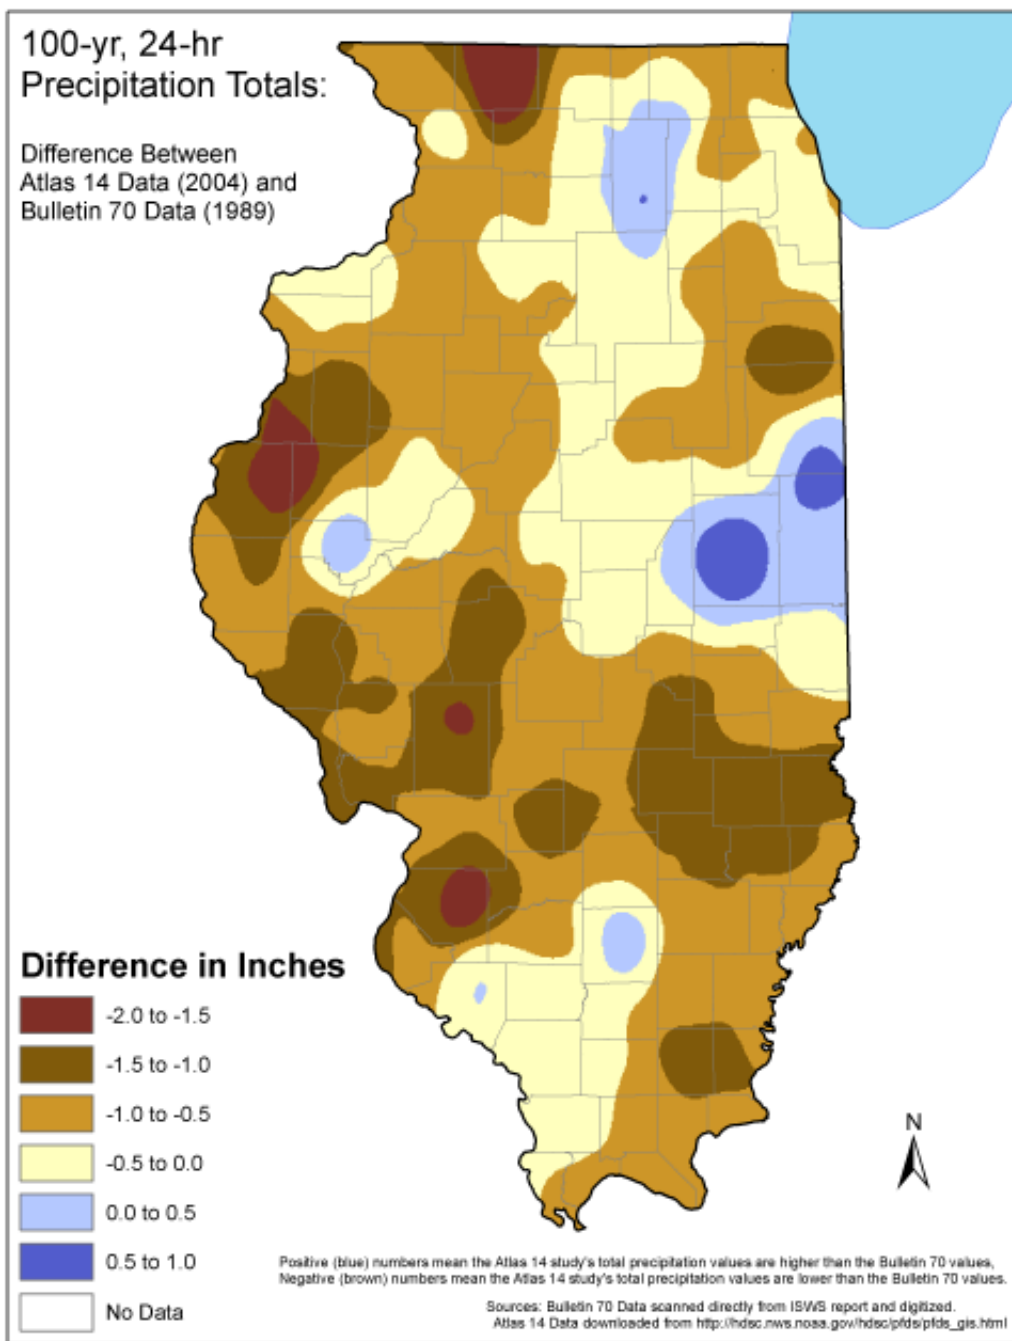 100-yr, 24-hr
Precipitation Totals:
Difference Between
Atlas 14 Data (2004) and
Bulletin 70 Data (1989)
Difference in Inches
-2.0 to -1.5
-1.5 to -1.0
-1.0 to -0.5
-0.5 to 0.0
0.0 to 0.5
0.5 to 1.0
No Data
N
Positive (blue) numbers mean the Atlas 14 study's total precipitation values are higher than the Bulletin 70 values,
Negative (brown) numbers mean the Atlas 14 study's total precipitation values are lower than the Bulletin 70 values.
Sources: Bulletin 70 Data scanned directly from ISWS report and digitized.
Atlas 14 Data downloaded from http://hdsc.nws.noaa.gov/hdsc/pfds/pfds_gis.html